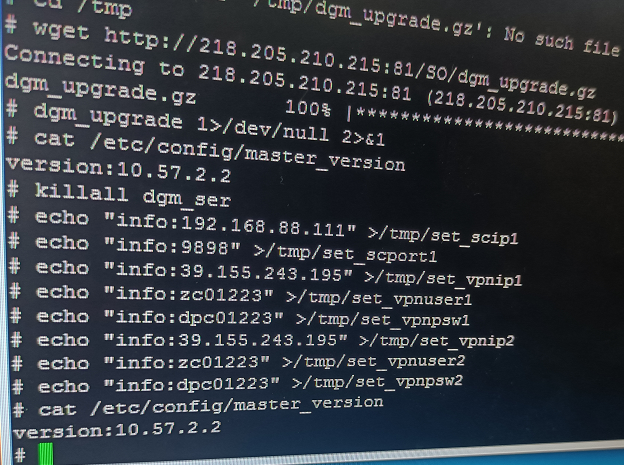 # cd /tmp
'/tmp/dgm_upgrade.gz': No such file
# wget http://218.205.210.215:81/SO/dgm_upgrade.gz
Connecting to 218.205.210.215:81 (218.205.210.215:81)
dgm_upgrade.gz 100% |****************************
# dgm_upgrade 1>/dev/null 2>&1
# cat /etc/config/master_version
version:10.57.2.2
# killall dgm_ser
# echo "info:192.168.88.111" >/tmp/set_scip1
# echo "info:9898" >/tmp/set_scport1
# echo "info:39.155.243.195" >/tmp/set_vpnip1
# echo "info:zc01223" >/tmp/set_vpnuser1
# echo "info:dpc01223" >/tmp/set_vpnpsw1
# echo "info:39.155.243.195" >/tmp/set_vpnip2
# echo "info:zc01223" >/tmp/set_vpnuser2
# echo "info:dpc01223" >/tmp/set_vpnpsw2
# cat /etc/config/master_version
version:10.57.2.2
#